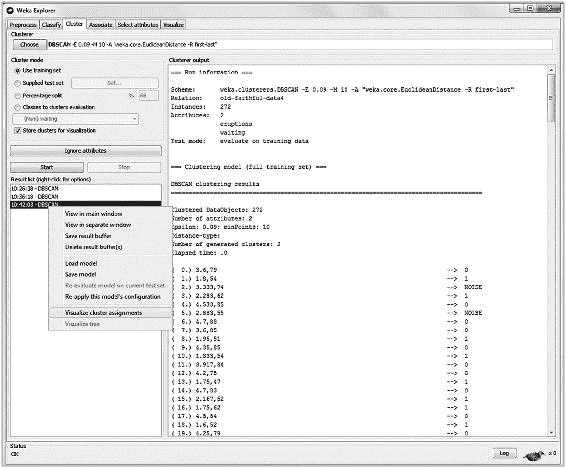 Weka Explorer
Preprocess Classify Cluster Associate Select attributes Visualize
Clusterer
Choose DBSCAN -E 0.09 -M 10 -A "weka.core.EuclideanDistance -R first-last"
Cluster mode
Use training set
Supplied test set Set...
Percentage split % 66
Classes to clusters evaluation
(Num) waiting
Store clusters for visualization
Ignore attributes
Start Stop
Result list (right-click for options)
10:26:38 - DBSCAN
10:36:18 - DBSCAN
10:42:03 - DBSCAN
View in main window
View in separate window
Save result buffer
Delete result buffer(s)
Load model
Save model
Re-evaluate model on current test set
Re-apply this model's configuration
Visualize cluster assignments
Visualize tree
Clusterer output
=== Run information ===
Scheme: weka.clusterers.DBSCAN -E 0.09 -M 10 -A "weka.core.EuclideanDistance -R first-last"
Relation: old-faithful-data4
Instances: 272
Attributes: 2
eruptions
waiting
Test mode: evaluate on training data
=== Clustering model (full training set) ===
DBSCAN clustering results
Clustered DataObjects: 272
Number of attributes: 2
Epsilon: 0.09; minPoints: 10
Distance-type:
Number of generated clusters: 2
Elapsed time: .0
( 0.) 3.6,79 --> 0
( 1.) 1.8,54 --> 1
( 2.) 3.333,74 --> NOISE
( 3.) 2.283,62 --> 1
( 4.) 4.533,85 --> 0
( 5.) 2.883,55 --> NOISE
( 6.) 4.7,88 --> 0
( 7.) 3.6,85 --> 0
( 8.) 1.95,51 --> 1
( 9.) 4.35,85 --> 0
( 10.) 1.833,54 --> 1
( 11.) 3.917,84 --> 0
( 12.) 4.2,78 --> 0
( 13.) 1.75,47 --> 1
( 14.) 4.7,83 --> 0
( 15.) 2.167,52 --> 1
( 16.) 1.75,62 --> 1
( 17.) 4.8,84 --> 0
( 18.) 1.6,52 --> 1
( 19.) 4.25,79 --> 0
Status
OK
Log
x 0